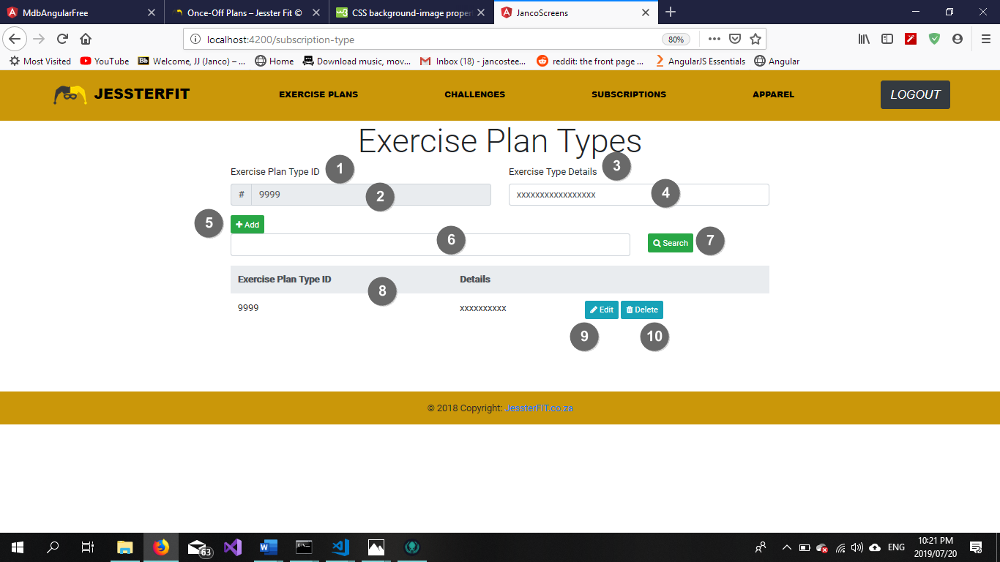 MdbAngularFree
Once-Off Plans – Jesster Fit ©
CSS background-image proper
JancoScreens
localhost:4200/subscription-type
80%
Most Visited
YouTube
Bb
Welcome, JJ (Janco) – ...
Home
Download music, mov...
Inbox (18) - jancostee...
reddit: the front page ...
AngularJS Essentials
Angular
JESSTERFIT
EXERCISE PLANS
CHALLENGES
SUBSCRIPTIONS
APPAREL
LOGOUT
Exercise Plan Types
Exercise Plan Type ID
1
Exercise Type Details
3
# 9999
2
xxxxxxxxxxxxxxxxx
4
5
Add
6
Search
7
Exercise Plan Type ID
8
Details
9999
xxxxxxxxxx
Edit
Delete
9
10
© 2018 Copyright: JessterFIT.co.za
63
ENG
10:21 PM
2019/07/20